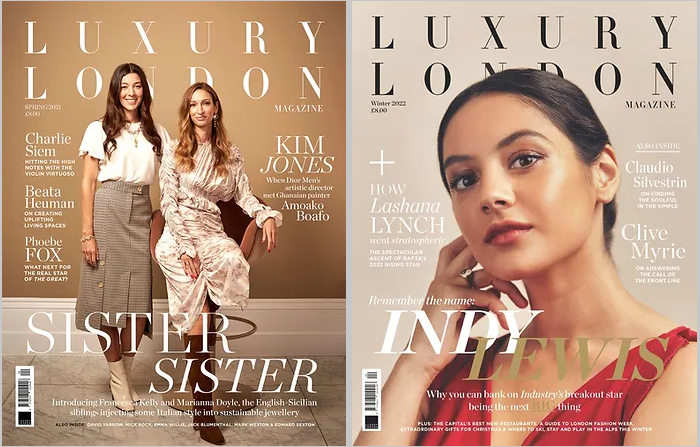 LUXURY
LONDON
MAGAZINE
SPRING 2021
£8.00
Charlie
Siem
HITTING THE HIGH
NOTES WITH THE
VIOLIN VIRTUOSO
Beata
Heuman
ON CREATING
UPLIFTING
LIVING SPACES
Phoebe
FOX
WHAT NEXT FOR
THE REAL STAR
OF THE GREAT?
KIM
JONES
When Dior Men's
artistic director
met Ghanaian painter
Amoako
Boafo
SISTER
SISTER
Introducing Francesca Kelly and Marianna Doyle, the English-Sicilian
siblings injecting some Italian style into sustainable jewellery
ALSO INSIDE: DAVID YARROW, MICK ROCK, EMMA WILLIS, JACK BLUMENTHAL, MARK WESTON & EDWARD SEXTON
LUXURY
LONDON
MAGAZINE
Winter 2022
£8.00
+
HOW
Lashana
LYNCH
went stratospheric
THE SPECTACULAR
ASCENT OF BAFTA'S
2022 RISING STAR
ALSO INSIDE
Claudio
Silvestrin
ON FINDING
THE SOULFUL
IN THE SIMPLE
Clive
Myrie
ON ANSWERING
THE CALL OF
THE FRONT LINE
Remember the name:
INDY
LEWIS
Why you can bank on Industry's breakout star
being the next BIG thing
PLUS: THE CAPITAL'S BEST NEW RESTAURANTS, A GUIDE TO LONDON FASHION WEEK,
EXTRAORDINARY GIFTS FOR CHRISTMAS & WHERE TO SKI, STAY AND PLAY IN THE ALPS THIS WINTER